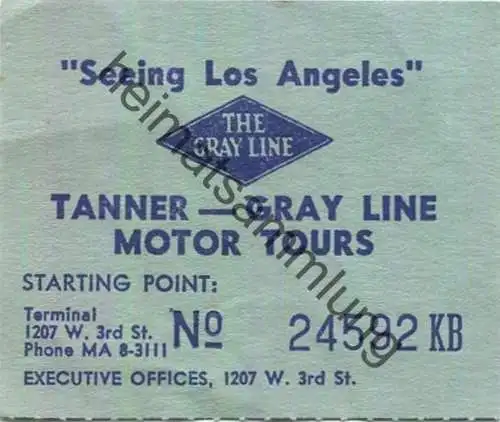 "Seeing Los Angeles"
THE
GRAY LINE
TANNER — GRAY LINE
MOTOR TOURS
STARTING POINT:
Terminal
1207 W. 3rd St.
Phone MA 8-3111
No 24592 KB
EXECUTIVE OFFICES, 1207 W. 3rd St.
heimatsammlung.de